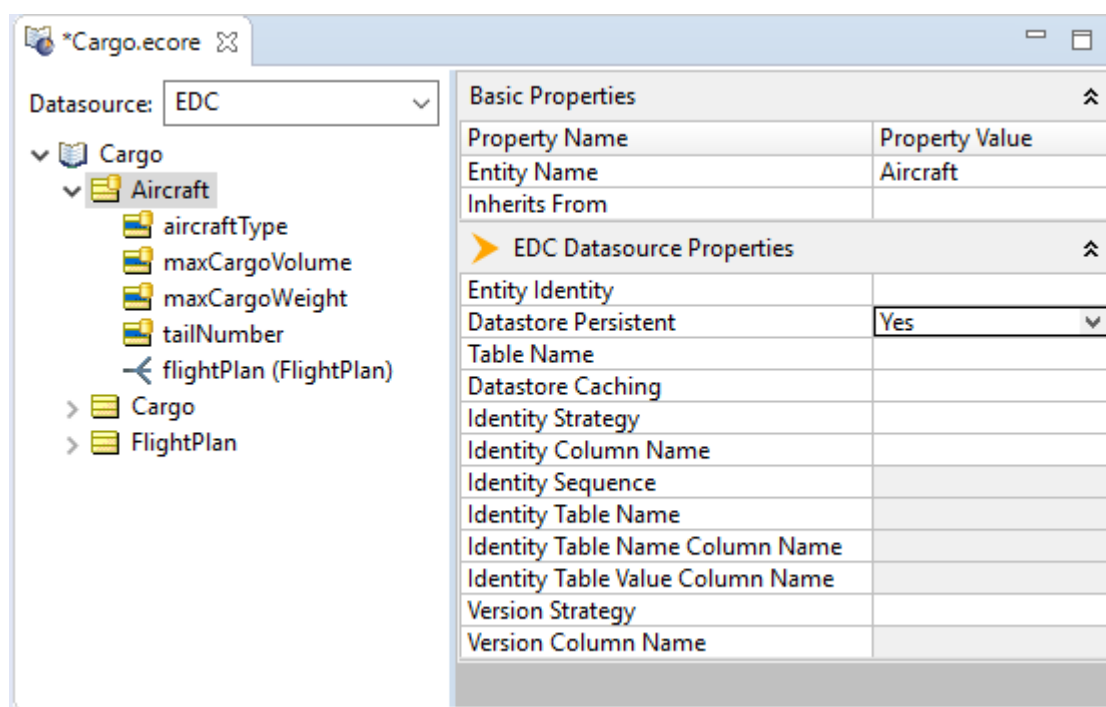 *Cargo.ecore
Datasource: EDC
Cargo
Aircraft
aircraftType
maxCargoVolume
maxCargoWeight
tailNumber
flightPlan (FlightPlan)
Cargo
FlightPlan
Basic Properties
Property Name Property Value
Entity Name Aircraft
Inherits From
EDC Datasource Properties
Entity Identity
Datastore Persistent Yes
Table Name
Datastore Caching
Identity Strategy
Identity Column Name
Identity Sequence
Identity Table Name
Identity Table Name Column Name
Identity Table Value Column Name
Version Strategy
Version Column Name